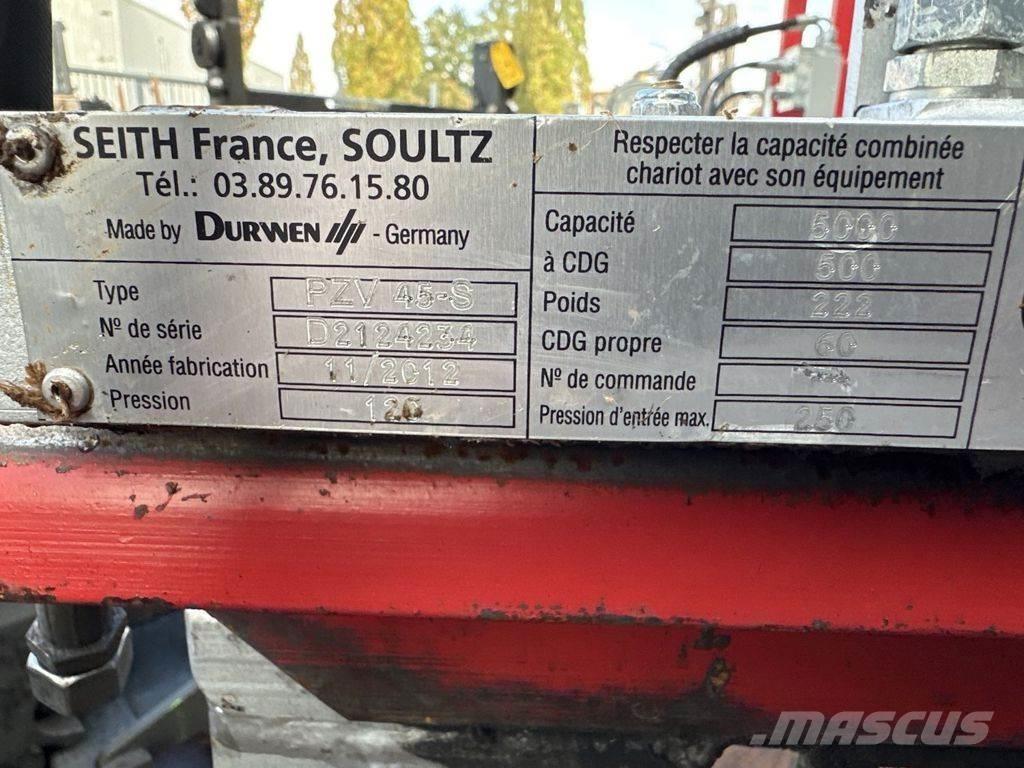 SEITH France, SOULTZ
Tél.: 03.89.76.15.80
Made by DURWEN - Germany
Type PZV 45-S
Nº de série D2124234
Année fabrication 11/2012
Pression 120
Respecter la capacité combinée
chariot avec son équipement
Capacité 5000
à CDG 500
Poids 222
CDG propre 60
Nº de commande
Pression d'entrée max. 250
MASCUS